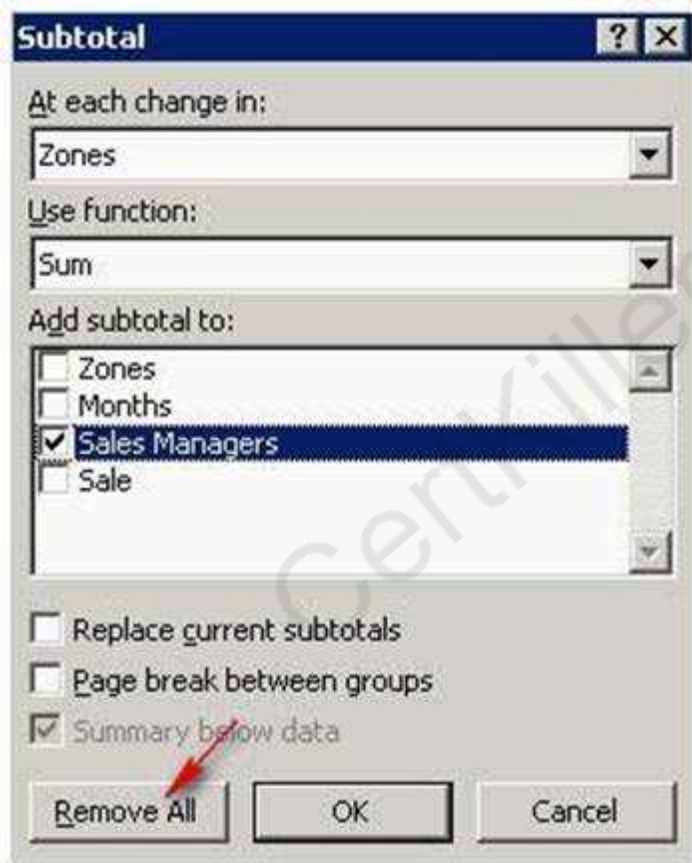 Subtotal
At each change in:
Zones
Use function:
Sum
Add subtotal to:
Zones
Months
Sales Managers
Sale
Replace current subtotals
Page break between groups
Summary below data
Remove All OK Cancel